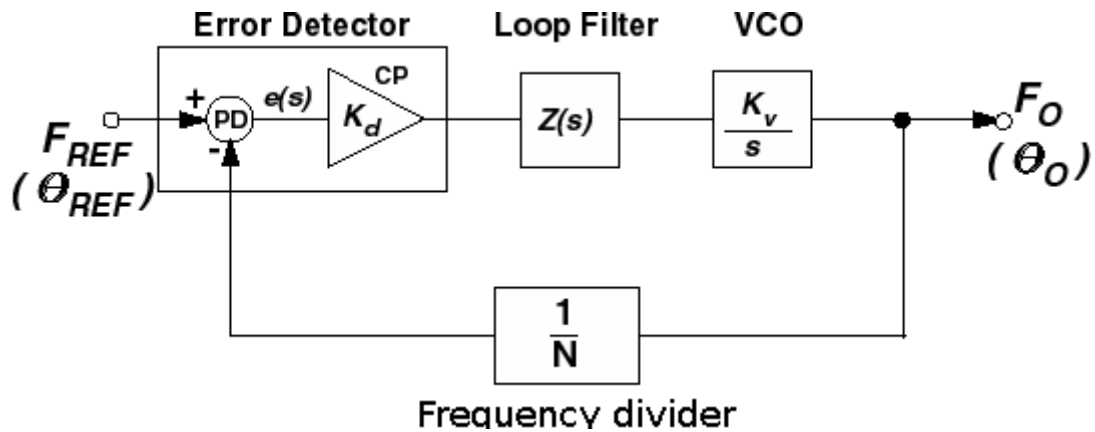 Error Detector
Loop Filter
VCO
CP
+
PD
-
e(s)
K_d
Z(s)
K_v
s
F_REF
(θ_REF)
F_O
(θ_O)
1
N
Frequency divider